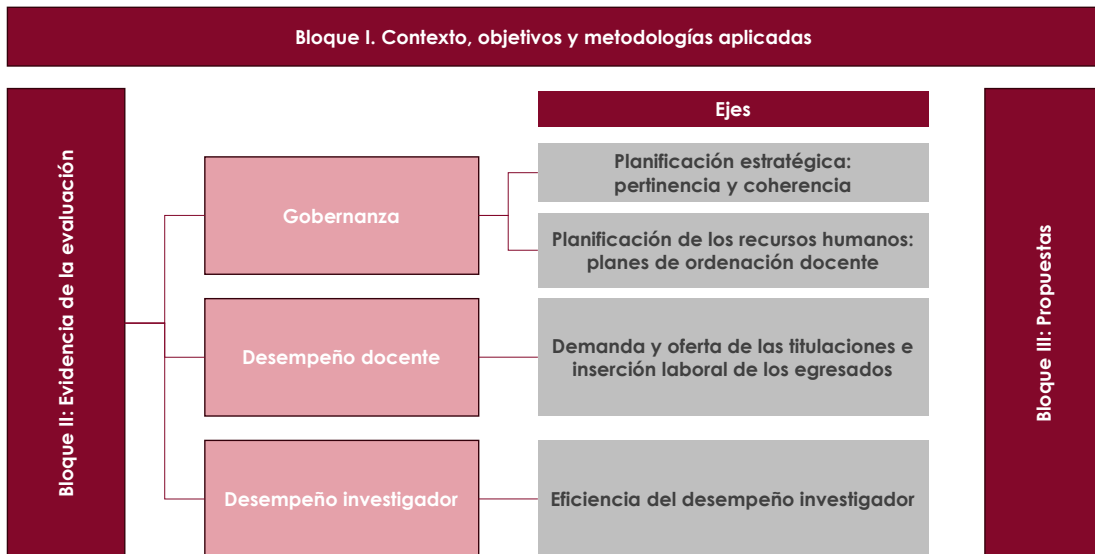 Bloque I. Contexto, objetivos y metodologías aplicadas
Bloque II: Evidencia de la evaluación
Ejes
Gobernanza
Planificación estratégica:
pertinencia y coherencia
Planificación de los recursos humanos:
planes de ordenación docente
Desempeño docente
Demanda y oferta de las titulaciones e
inserción laboral de los egresados
Desempeño investigador
Eficiencia del desempeño investigador
Bloque III: Propuestas